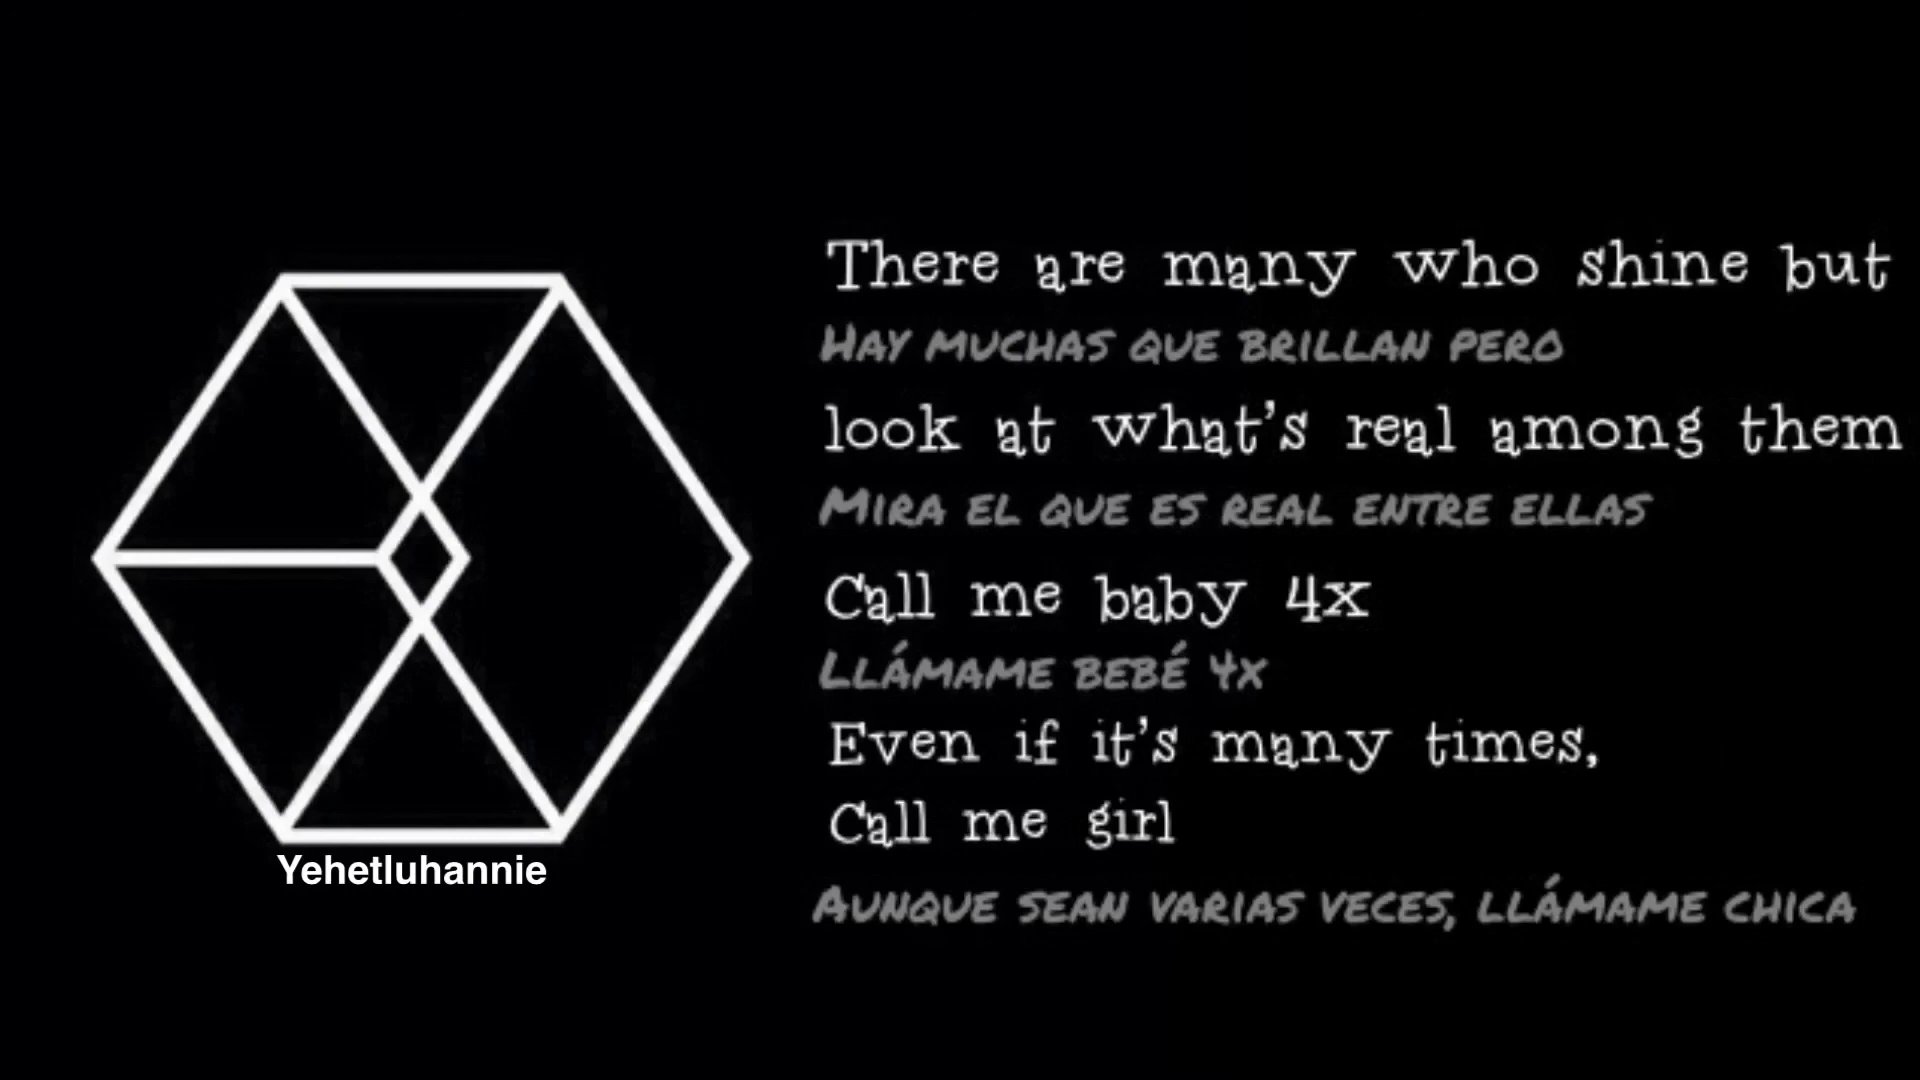 There are many who shine but
Hay muchas que brillan pero
look at what's real among them
Mira el que es real entre ellas
Call me baby 4x
Llámame bebé 4x
Even if it's many times,
Call me girl
Aunque sean varias veces, llámame chica
Yehetluhannie